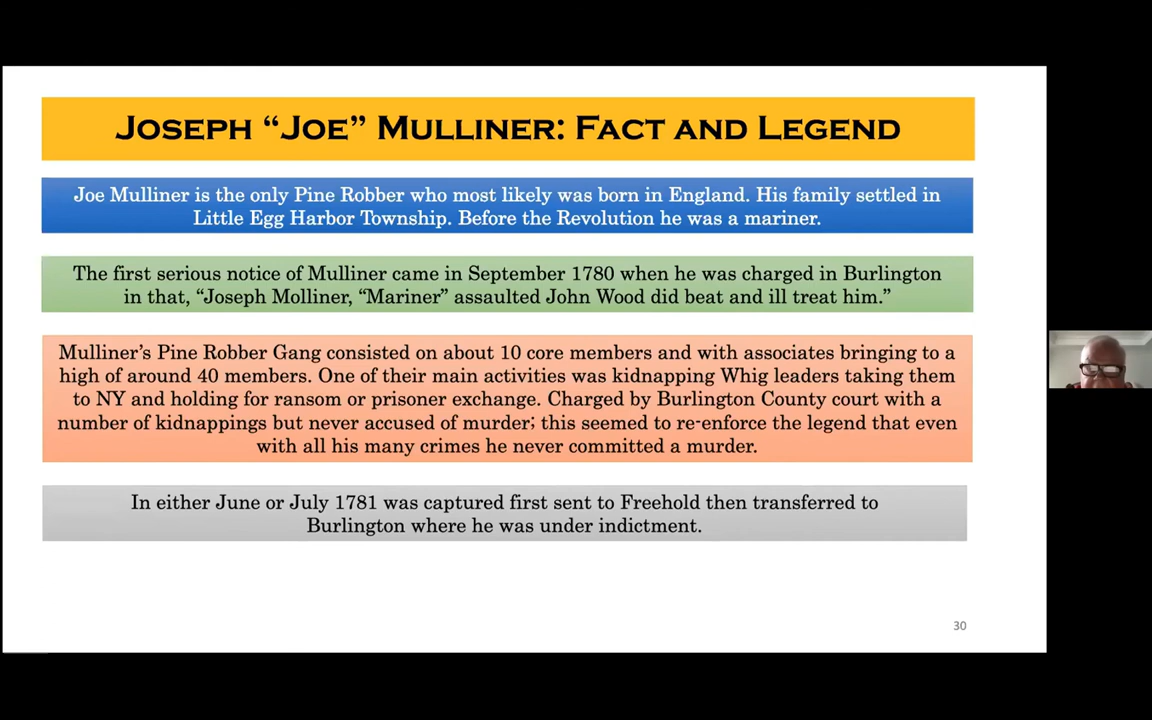 Joseph “Joe” Mulliner: Fact and Legend
Joe Mulliner is the only Pine Robber who most likely was born in England. His family settled in
Little Egg Harbor Township. Before the Revolution he was a mariner.
The first serious notice of Mulliner came in September 1780 when he was charged in Burlington
in that, “Joseph Molliner, “Mariner” assaulted John Wood did beat and ill treat him.”
Mulliner’s Pine Robber Gang consisted on about 10 core members and with associates bringing to a
high of around 40 members. One of their main activities was kidnapping Whig leaders taking them
to NY and holding for ransom or prisoner exchange. Charged by Burlington County court with a
number of kidnappings but never accused of murder; this seemed to re-enforce the legend that even
with all his many crimes he never committed a murder.
In either June or July 1781 was captured first sent to Freehold then transferred to
Burlington where he was under indictment.
30